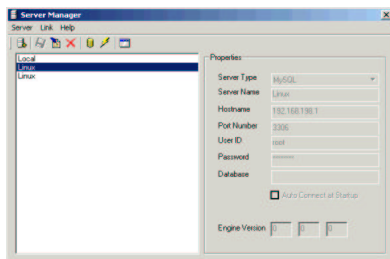 Server Manager
Server Link Help
Local
Linux
Linux
Properties
Server Type MySQL
Server Name Linux
Hostname 192.168.198.1
Port Number 3306
User ID root
Password ********
Database
Auto Connect at Startup
Engine Version 0 0 0